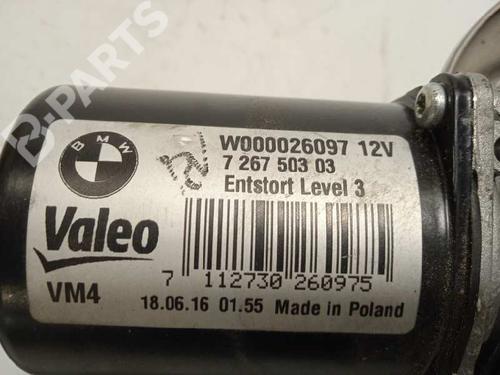 B-PARTS
BMW
W000026097 12V
7 267 503 03
Entstort Level 3
Valeo
7 112730 260975
VM4
18.06.16 01.55 Made in Poland